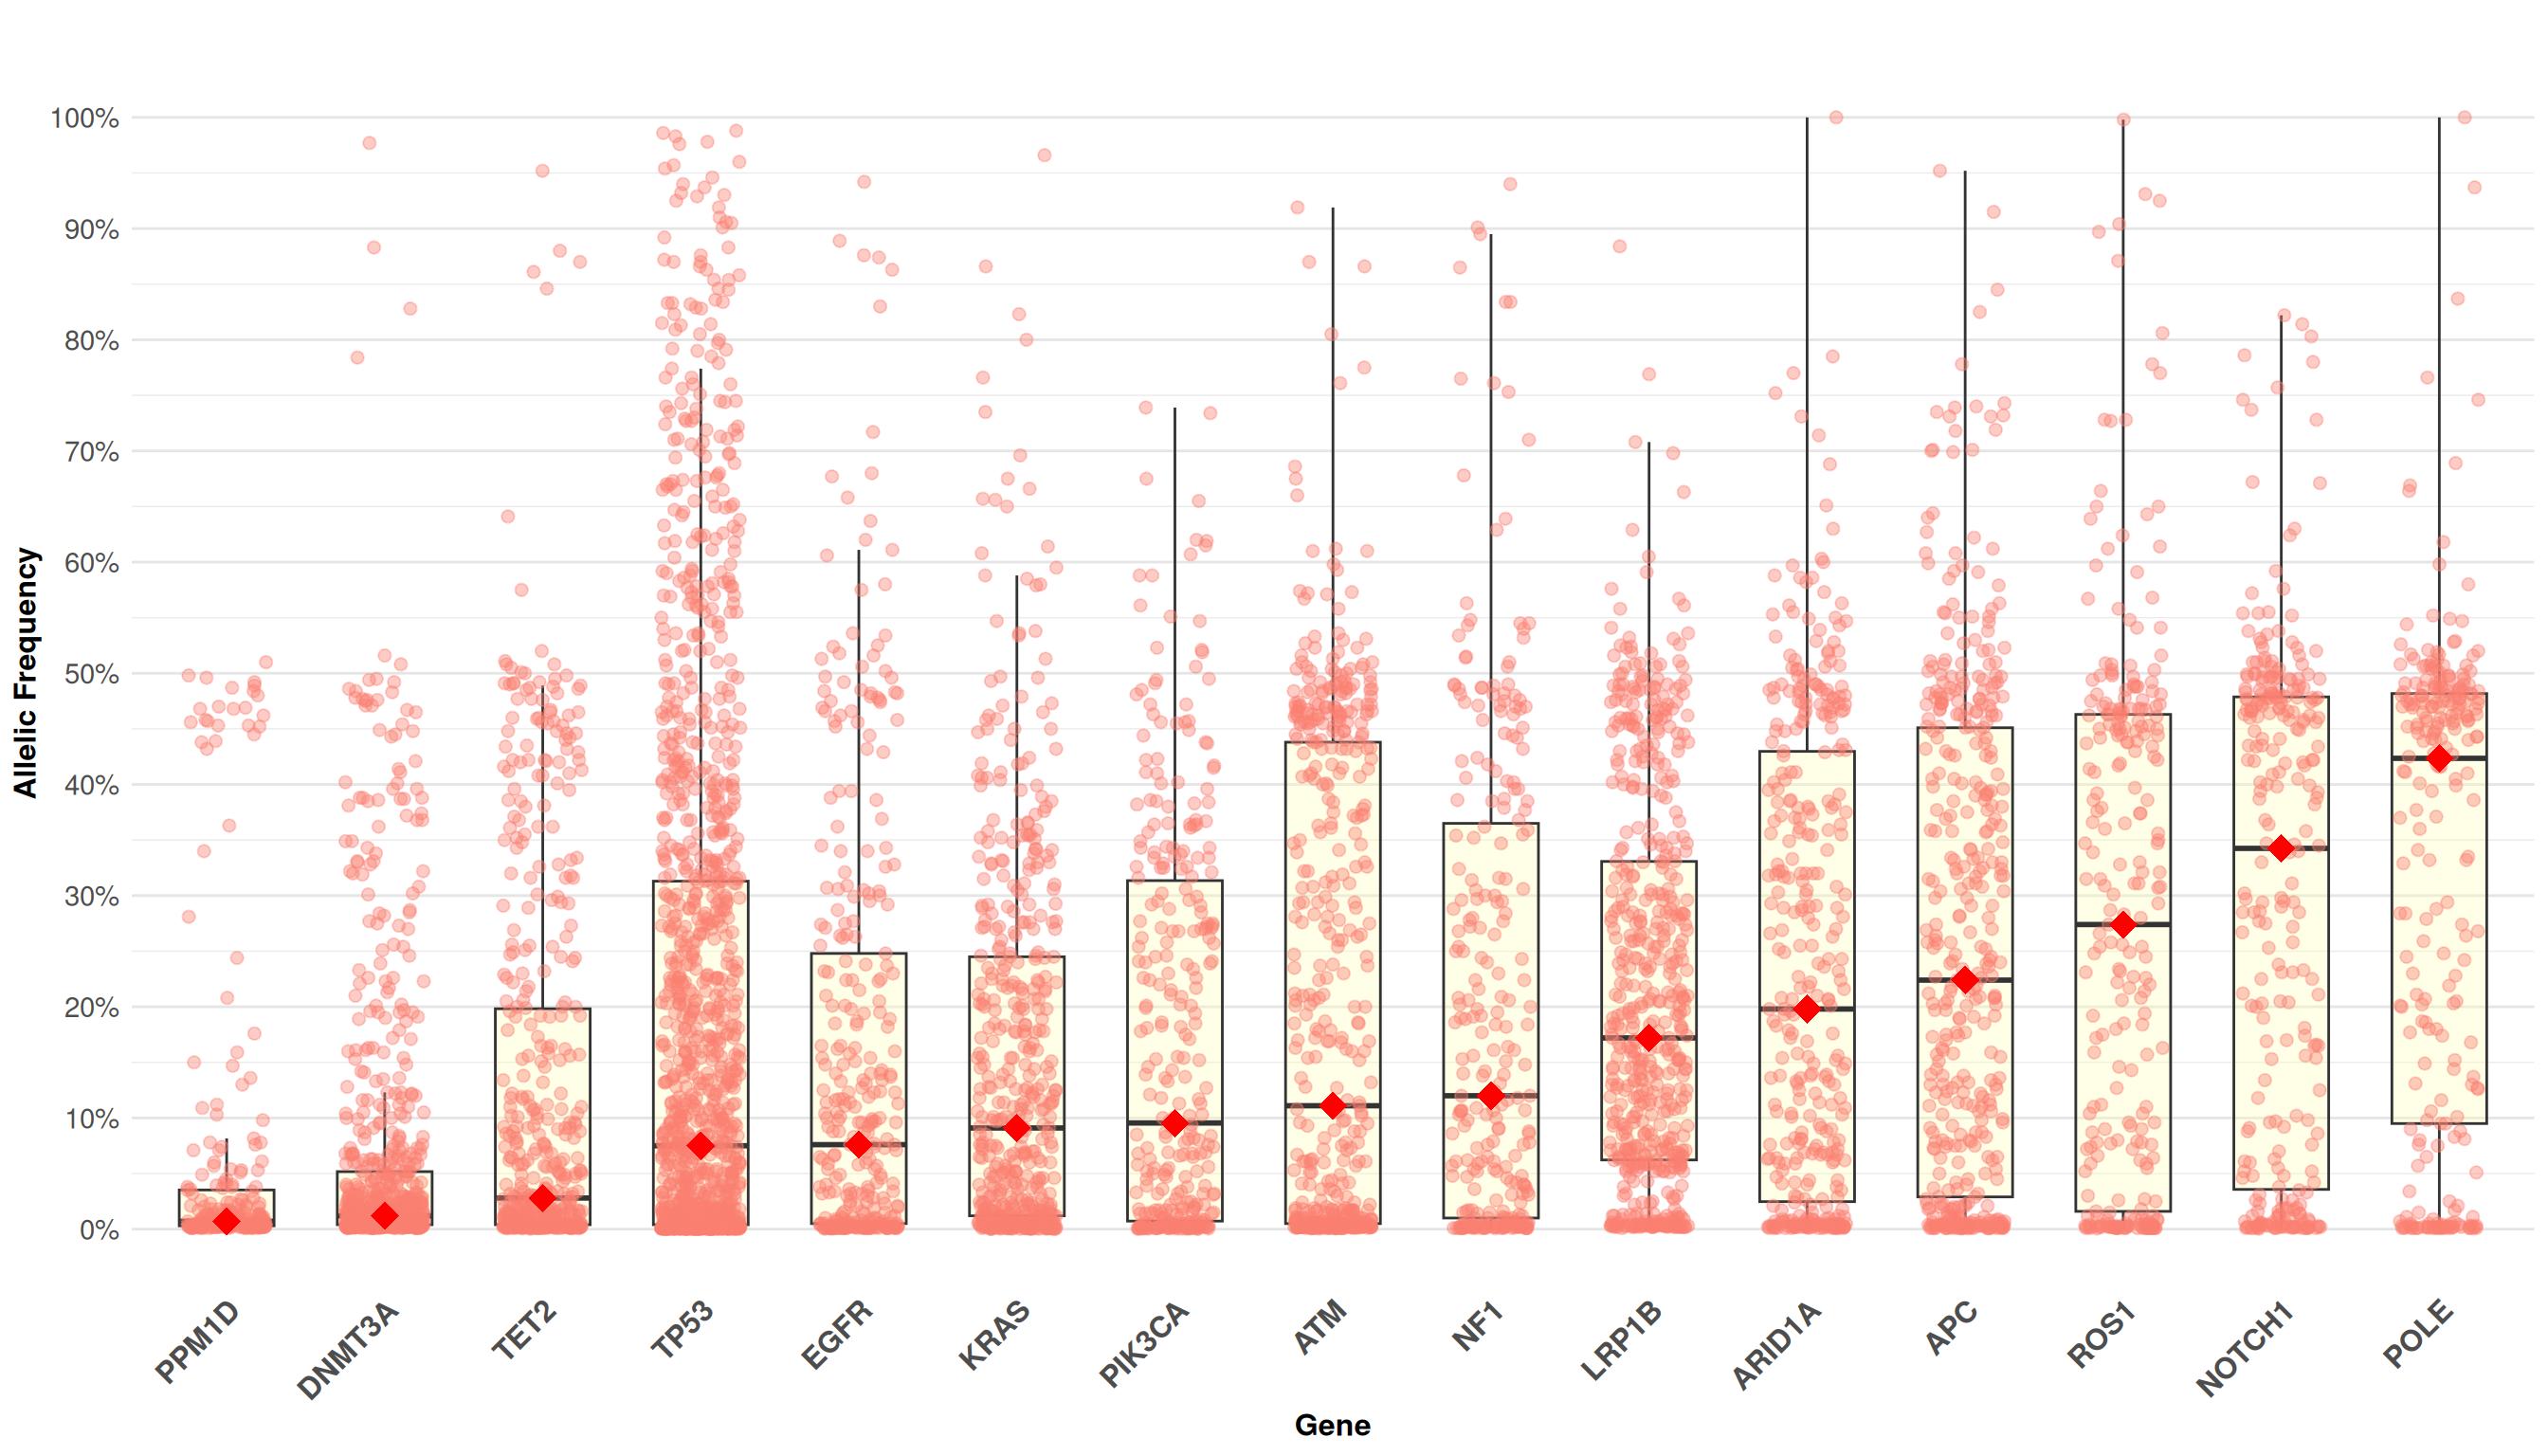 100%
90%
80%
70%
60%
50%
40%
30%
20%
10%
0%
Allelic Frequency
PPM1D
DNMT3A
TET2
TP53
EGFR
KRAS
PIK3CA
ATM
NF1
LRP1B
ARID1A
APC
ROS1
NOTCH1
POLE
Gene